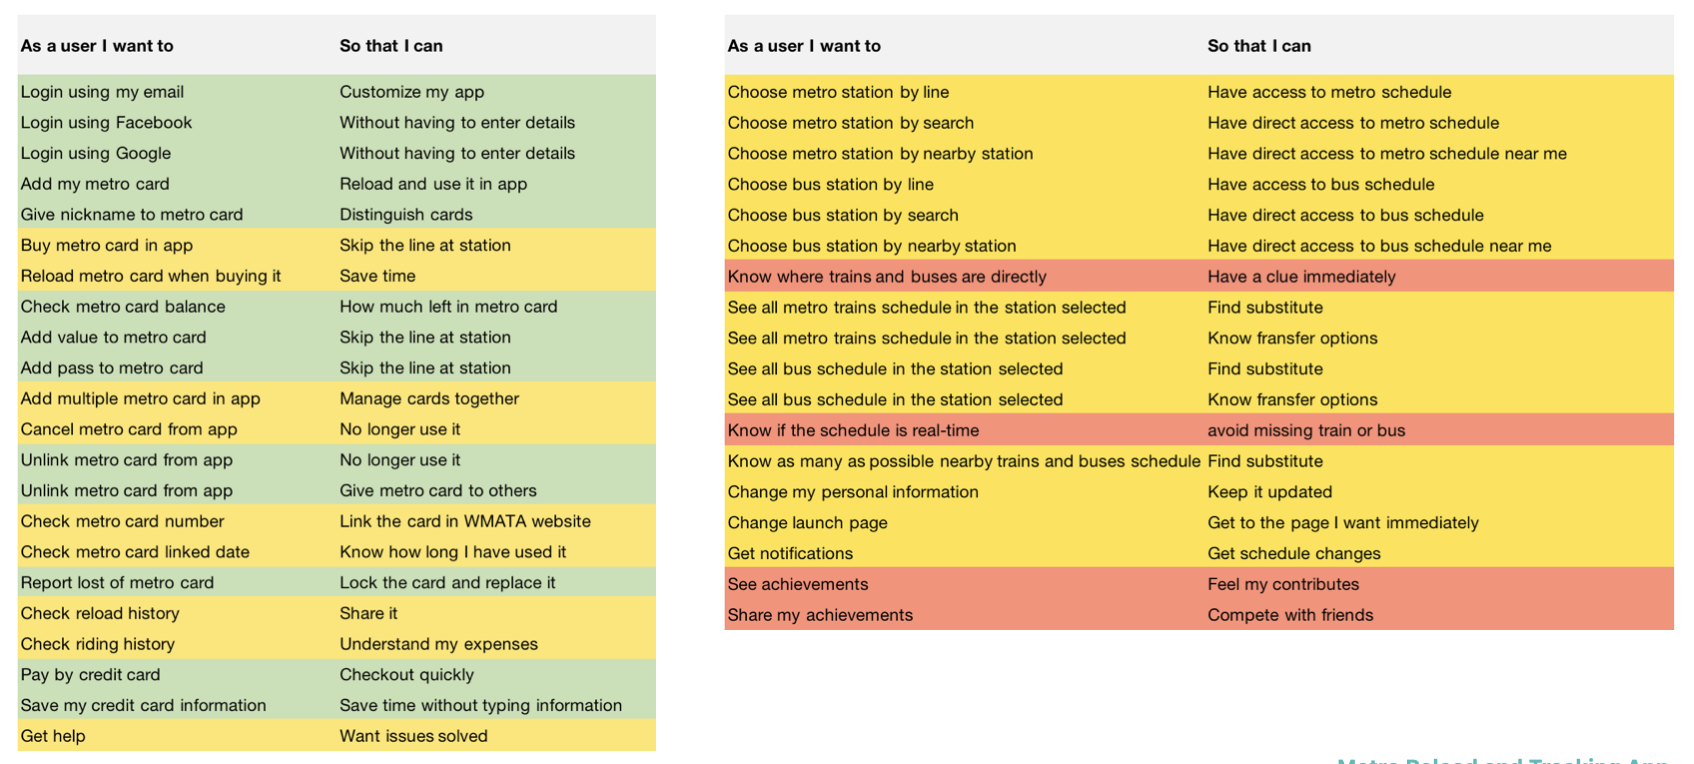 As a user I want to So that I can
Login using my email Customize my app
Login using Facebook Without having to enter details
Login using Google Without having to enter details
Add my metro card Reload and use it in app
Give nickname to metro card Distinguish cards
Buy metro card in app Skip the line at station
Reload metro card when buying it Save time
Check metro card balance How much left in metro card
Add value to metro card Skip the line at station
Add pass to metro card Skip the line at station
Add multiple metro card in app Manage cards together
Cancel metro card from app No longer use it
Unlink metro card from app No longer use it
Unlink metro card from app Give metro card to others
Check metro card number Link the card in WMATA website
Check metro card linked date Know how long I have used it
Report lost of metro card Lock the card and replace it
Check reload history Share it
Check riding history Understand my expenses
Pay by credit card Checkout quickly
Save my credit card information Save time without typing information
Get help Want issues solved
As a user I want to So that I can
Choose metro station by line Have access to metro schedule
Choose metro station by search Have direct access to metro schedule
Choose metro station by nearby station Have direct access to metro schedule near me
Choose bus station by line Have access to bus schedule
Choose bus station by search Have direct access to bus schedule
Choose bus station by nearby station Have direct access to bus schedule near me
Know where trains and buses are directly Have a clue immediately
See all metro trains schedule in the station selected Find substitute
See all metro trains schedule in the station selected Know fransfer options
See all bus schedule in the station selected Find substitute
See all bus schedule in the station selected Know fransfer options
Know if the schedule is real-time avoid missing train or bus
Know as many as possible nearby trains and buses schedule Find substitute
Change my personal information Keep it updated
Change launch page Get to the page I want immediately
Get notifications Get schedule changes
See achievements Feel my contributes
Share my achievements Compete with friends
Metro Reload and Tracking App